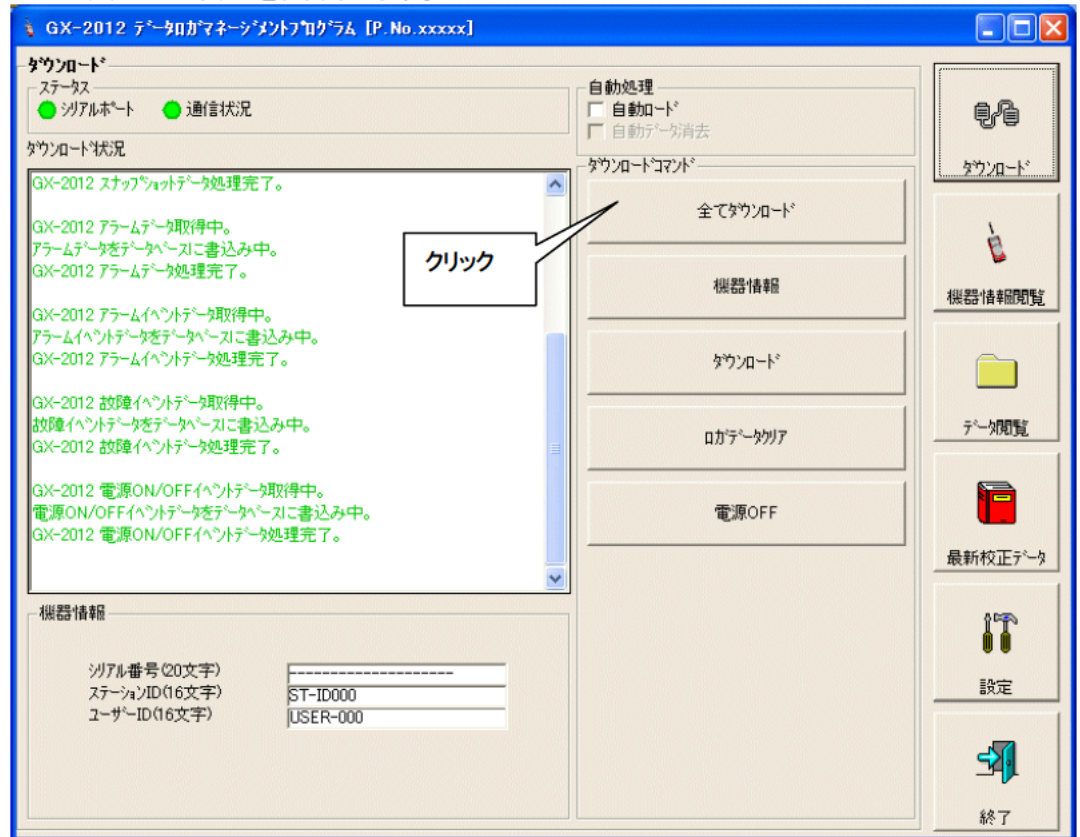 GX-2012 データロガマネージメントプログラム [P.No.xxxxx]
ダウンロード
ステータス
シリアルポート
通信状況
ダウンロード状況
GX-2012 スナップショットデータ処理完了。
GX-2012 アラームデータ取得中。
アラームデータをデータベースに書込み中。
GX-2012 アラームデータ処理完了。
GX-2012 アラームイベントデータ取得中。
アラームイベントデータをデータベースに書込み中。
GX-2012 アラームイベントデータ処理完了。
GX-2012 故障イベントデータ取得中。
故障イベントデータをデータベースに書込み中。
GX-2012 故障イベントデータ処理完了。
GX-2012 電源ON/OFFイベントデータ取得中。
電源ON/OFFイベントデータをデータベースに書込み中。
GX-2012 電源ON/OFFイベントデータ処理完了。
機器情報
シリアル番号(20文字)
--------------------
ステーションID(16文字)
ST-ID000
ユーザーID(16文字)
USER-000
自動処理
自動ロード
自動データ消去
ダウンロードコマンド
全てダウンロード
クリック
機器情報
ダウンロード
ロガデータクリア
電源OFF
ダウンロード
機器情報閲覧
データ閲覧
最新校正データ
設定
終了